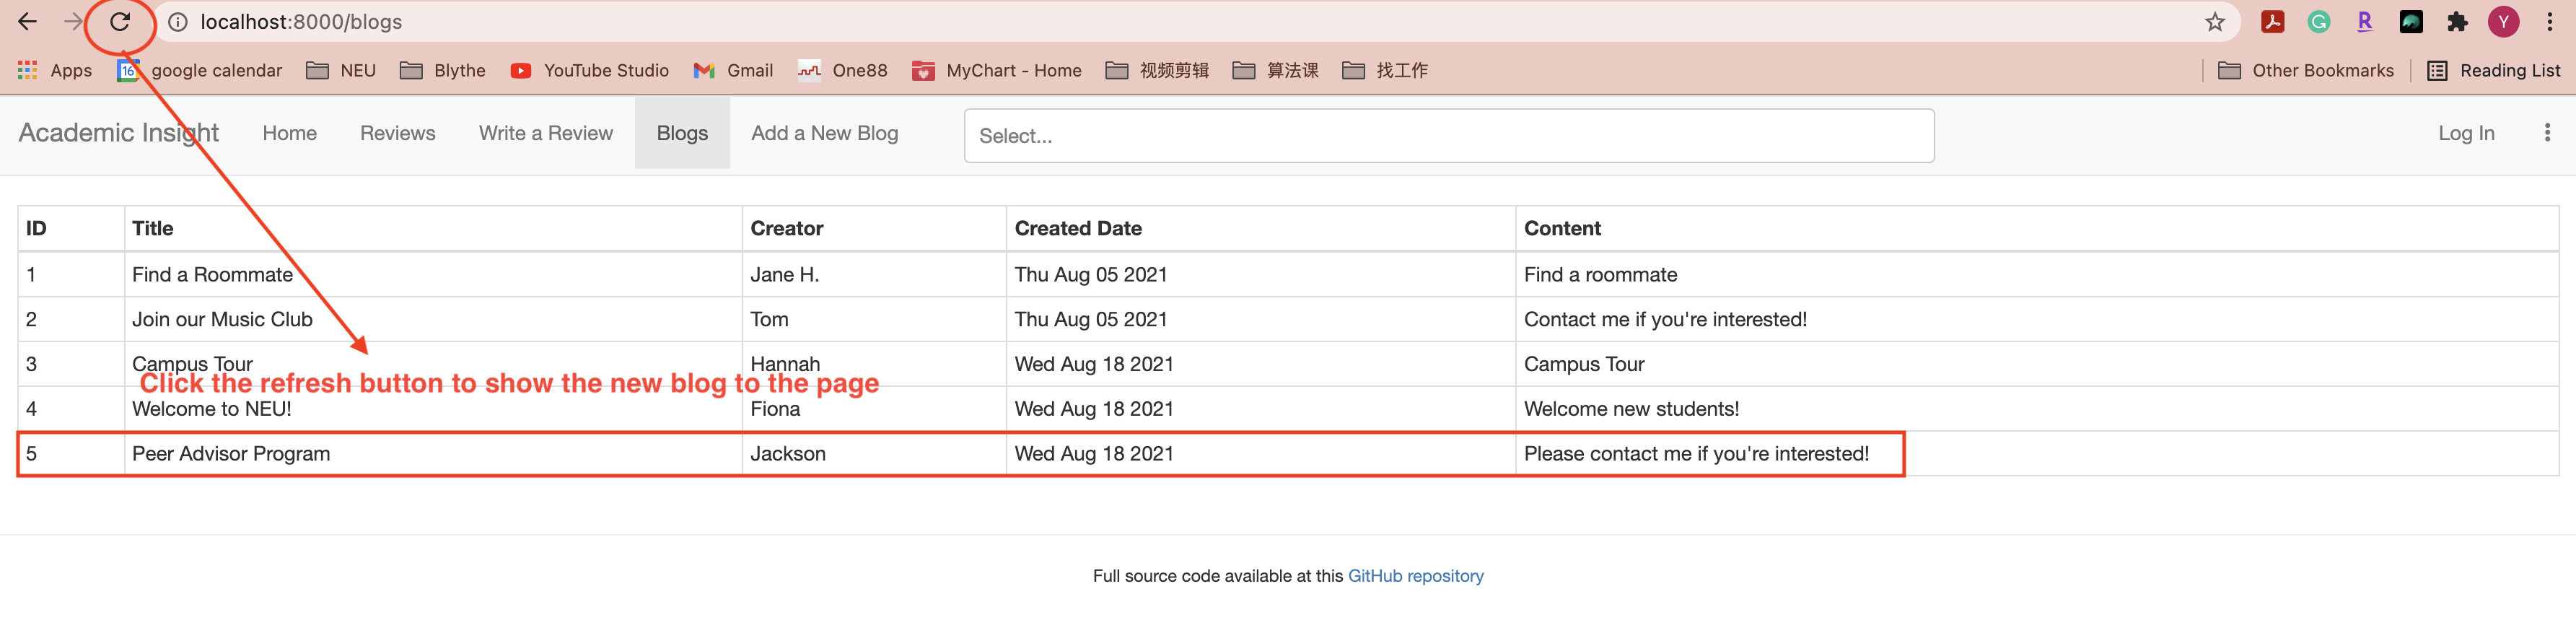 localhost:8000/blogs
Y
Apps 16 google calendar NEU Blythe YouTube Studio Gmail One88 MyChart - Home 视频剪辑 算法课 找工作 Other Bookmarks Reading List
Academic Insight Home Reviews Write a Review Blogs Add a New Blog Select... Log In
ID Title Creator Created Date Content
1 Find a Roommate Jane H. Thu Aug 05 2021 Find a roommate
2 Join our Music Club Tom Thu Aug 05 2021 Contact me if you're interested!
3 Campus Tour Hannah Wed Aug 18 2021 Campus Tour
Click the refresh button to show the new blog to the page
4 Welcome to NEU! Fiona Wed Aug 18 2021 Welcome new students!
5 Peer Advisor Program Jackson Wed Aug 18 2021 Please contact me if you're interested!
Full source code available at this GitHub repository